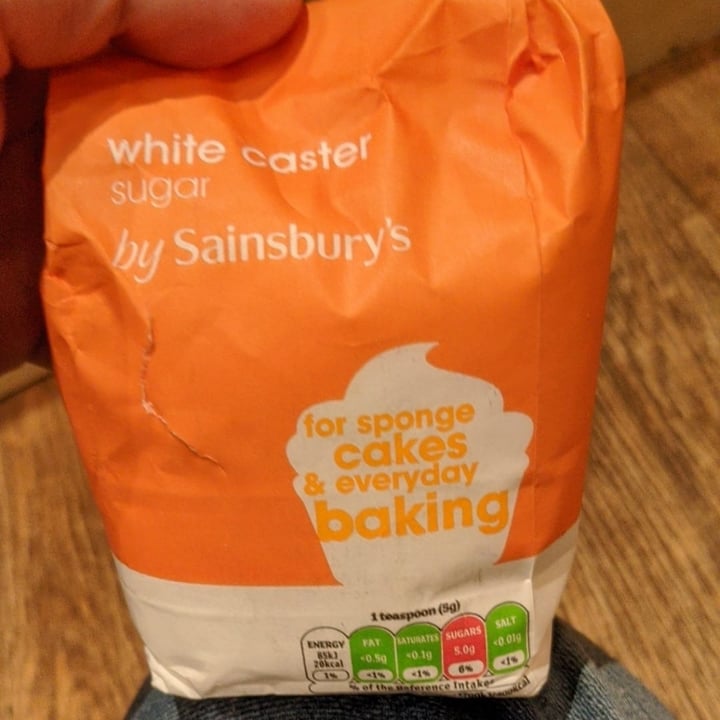 white caster
sugar
by Sainsbury's
for sponge
cakes
& everyday
baking
1 teaspoon (5g)
ENERGY
85kJ
20kcal
1%
FAT
<0.5g
<1%
SATURATES
<0.1g
<1%
SUGARS
5.0g
6%
SALT
<0.01g
<1%
% of the Reference Intakes